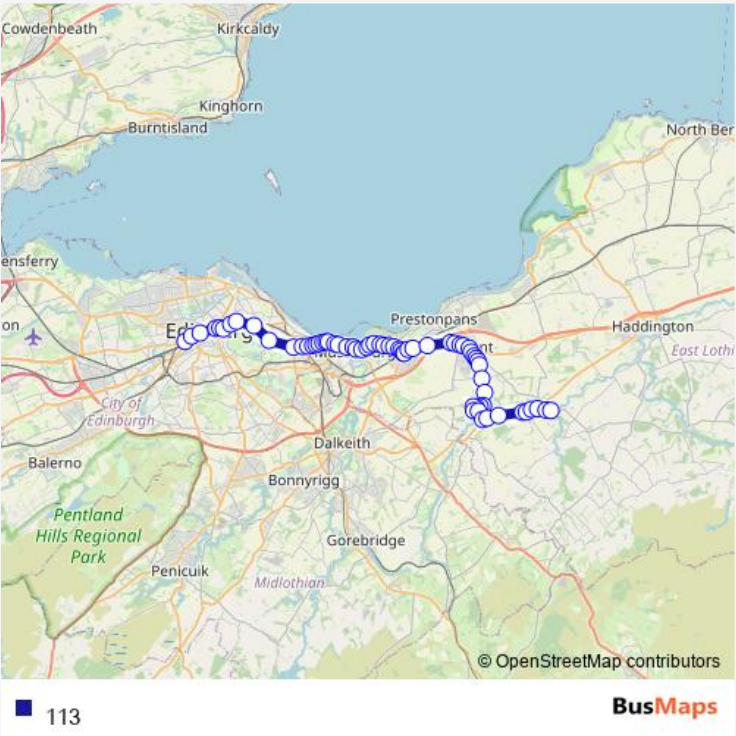 Cowdenbeath
Kirkcaldy
Kinghorn
Burntisland
North Ber
ensferry
Prestonpans
on
Haddington
East Lothi
City of
Edinburgh
Dalkeith
Balerno
Bonnyrigg
Pentland
Hills Regional
Park
Gorebridge
Penicuik
Midlothian
© OpenStreetMap contributors
113
BusMaps